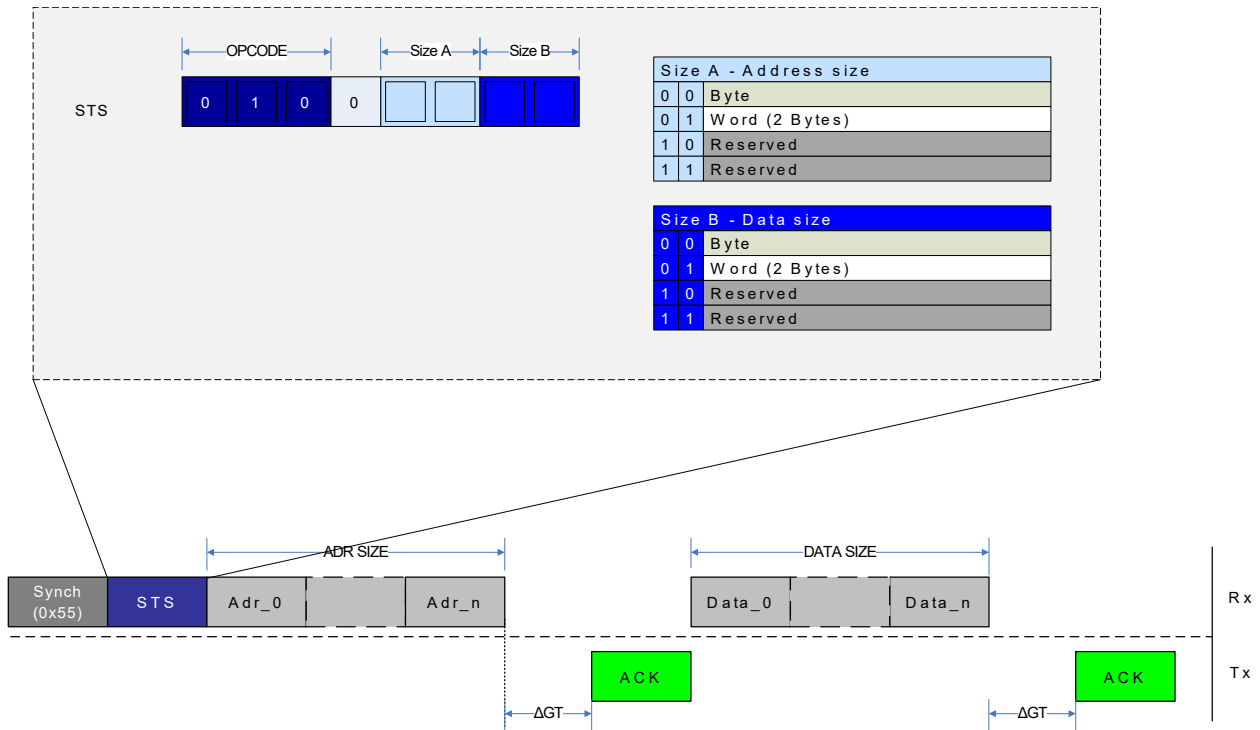 OPCODE Size A Size B
STS 0 1 0 0
Size A - Address size
0 0 Byte
0 1 Word (2 Bytes)
1 0 Reserved
1 1 Reserved
Size B - Data size
0 0 Byte
0 1 Word (2 Bytes)
1 0 Reserved
1 1 Reserved
ADR SIZE DATA SIZE
Synch
(0x55)
STS Adr_0 Adr_n Data_0 Data_n Rx
ACK ACK Tx
ΔGT ΔGT